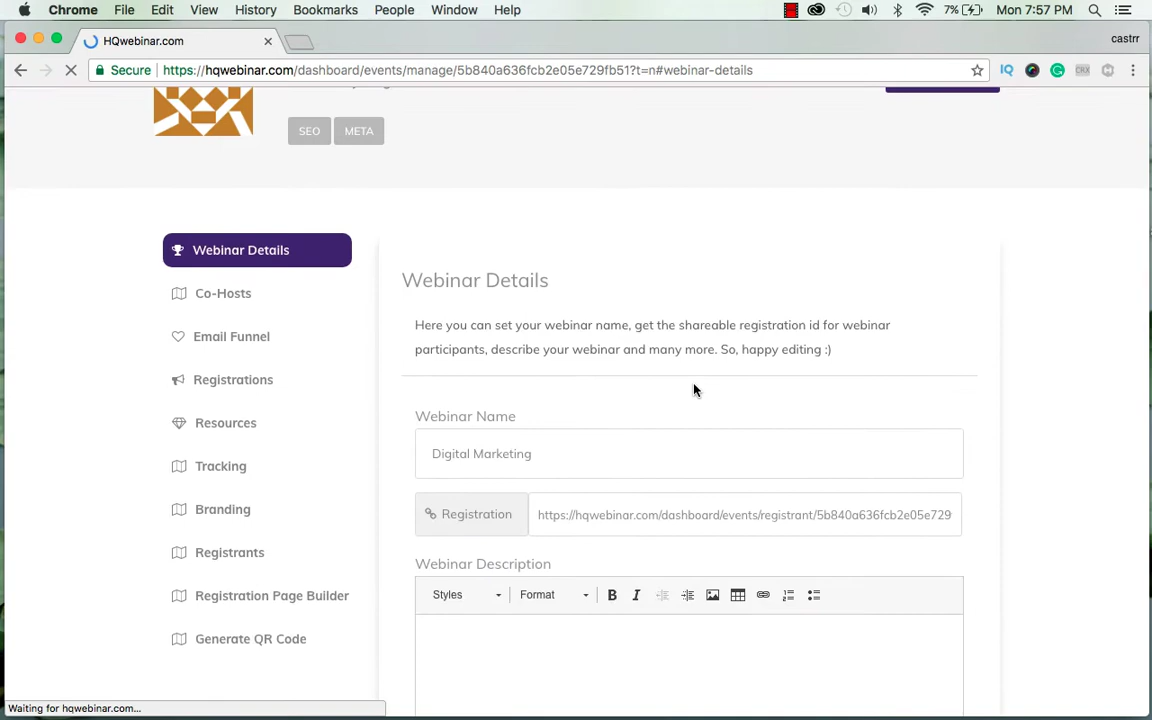 Chrome File Edit View History Bookmarks People Window Help 7% Mon 7:57 PM
HQwebinar.com castrr
Secure https://hqwebinar.com/dashboard/events/manage/5b840a636fcb2e05e729fb51?t=n#webinar-details IQ CRX
SEO META
Webinar Details
Co-Hosts
Email Funnel
Registrations
Resources
Tracking
Branding
Registrants
Registration Page Builder
Generate QR Code
Webinar Details
Here you can set your webinar name, get the shareable registration id for webinar
participants, describe your webinar and many more. So, happy editing :)
Webinar Name
Digital Marketing
Registration https://hqwebinar.com/dashboard/events/registrant/5b840a636fcb2e05e729
Webinar Description
Styles Format B I
Waiting for hqwebinar.com...